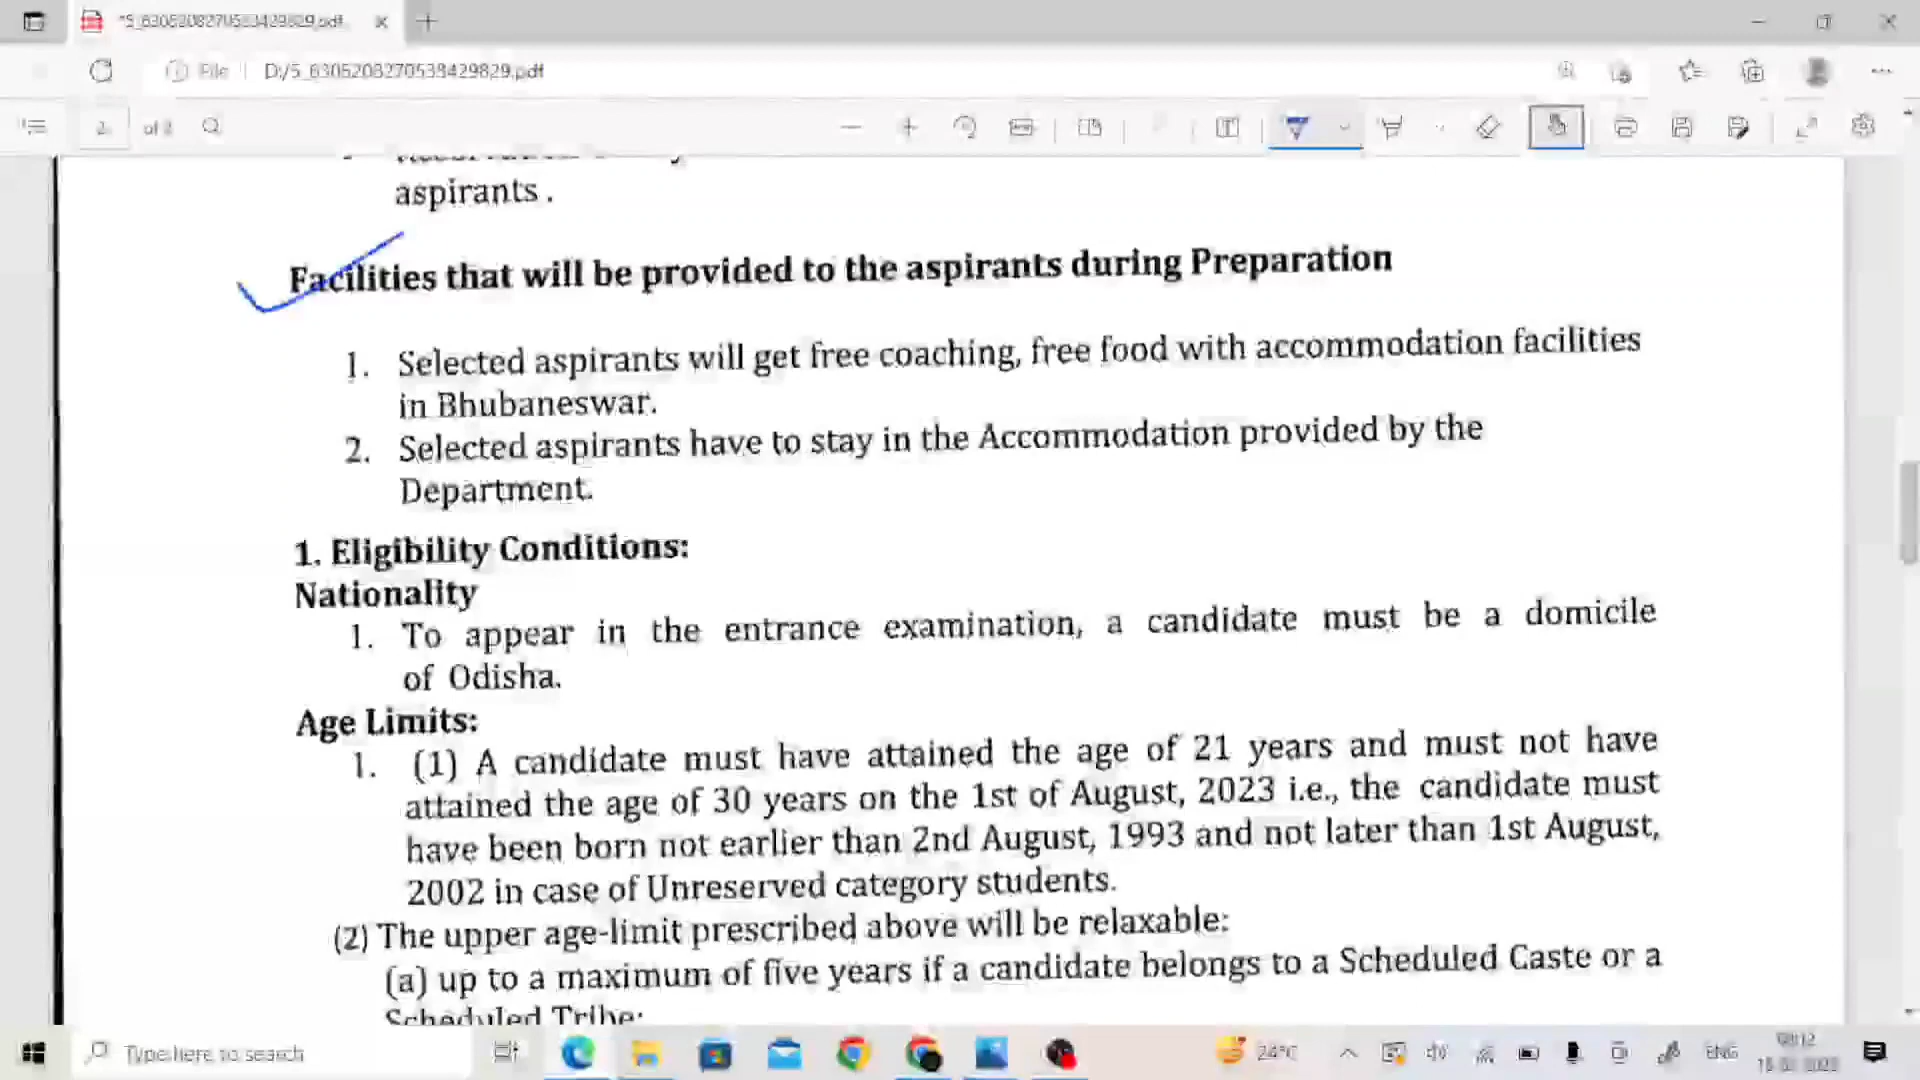 File
D:/5_6305208270533429829.pdf
2
aspirants .
Facilities that will be provided to the aspirants during Preparation
1. Selected aspirants will get free coaching, free food with accommodation facilities
in Bhubaneswar.
2. Selected aspirants have to stay in the Accommodation provided by the
Department.
1. Eligibility Conditions:
Nationality
1. To appear in the entrance examination, a candidate must be a domicile
of Odisha.
Age Limits:
1. (1) A candidate must have attained the age of 21 years and must not have
attained the age of 30 years on the 1st of August, 2023 i.e., the candidate must
have been born not earlier than 2nd August, 1993 and not later than 1st August,
2002 in case of Unreserved category students.
(2) The upper age-limit prescribed above will be relaxable:
(a) up to a maximum of five years if a candidate belongs to a Scheduled Caste or a
Scheduled Tribe;
Type here to search
24°C
ENG